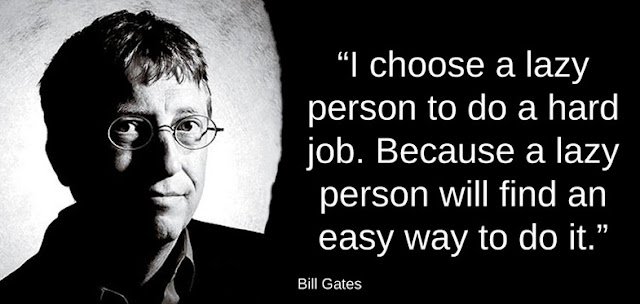 “I choose a lazy
person to do a hard
job. Because a lazy
person will find an
easy way to do it.”
Bill Gates